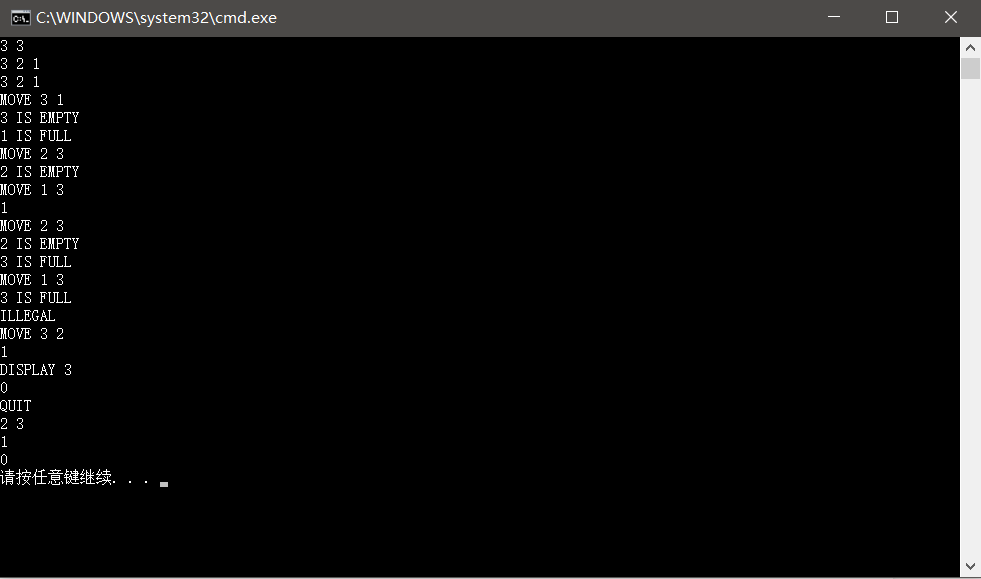 C:\WINDOWS\system32\cmd.exe
3 3
3 2 1
3 2 1
MOVE 3 1
3 IS EMPTY
1 IS FULL
MOVE 2 3
2 IS EMPTY
MOVE 1 3
1
MOVE 2 3
2 IS EMPTY
3 IS FULL
MOVE 1 3
3 IS FULL
ILLEGAL
MOVE 3 2
1
DISPLAY 3
0
QUIT
2 3
1
0
请按任意键继续. . .